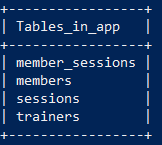 +-----------------+
| Tables_in_app   |
+-----------------+
| member_sessions |
| members         |
| sessions        |
| trainers        |
+-----------------+